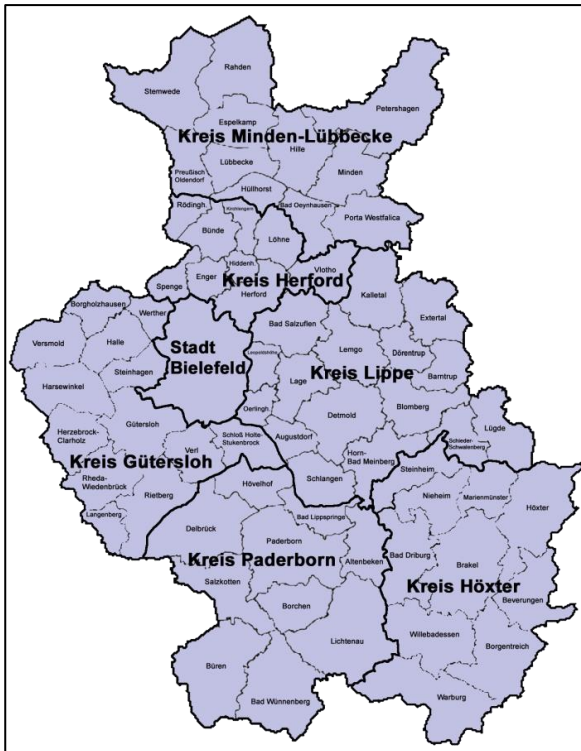 Rahden
Stemwede
Petershagen
Espelkamp
Kreis Minden-Lübbecke
Hille
Lübbecke
Preußisch
Oldendorf
Minden
Hüllhorst
Rödingh.
Kirchlengern
Bad Oeynhausen
Porta Westfalica
Bünde
Löhne
Hiddenh.
Vlotho
Enger
Kreis Herford
Spenge
Herford
Kalletal
Borgholzhausen
Werther
Extertal
Bad Salzuflen
Versmold
Halle
Stadt
Bielefeld
Leopoldshöhe
Lemgo
Dörentrup
Steinhagen
Kreis Lippe
Barntrup
Harsewinkel
Lage
Oerlingh.
Detmold
Blomberg
Gütersloh
Herzebrock-
Clarholz
Augustdorf
Lügde
Schieder-
Schwalenberg
Schloß Holte-
Stukenbrock
Verl
Kreis Gütersloh
Horn-
Bad Meinberg
Steinheim
Rheda-
Wiedenbrück
Schlangen
Hövelhof
Rietberg
Nieheim
Marienmünster
Höxter
Langenberg
Bad Lippspringe
Delbrück
Paderborn
Kreis Paderborn
Altenbeken
Bad Driburg
Brakel
Kreis Höxter
Salzkotten
Beverungen
Borchen
Willebadessen
Lichtenau
Borgentreich
Büren
Bad Wünnenberg
Warburg